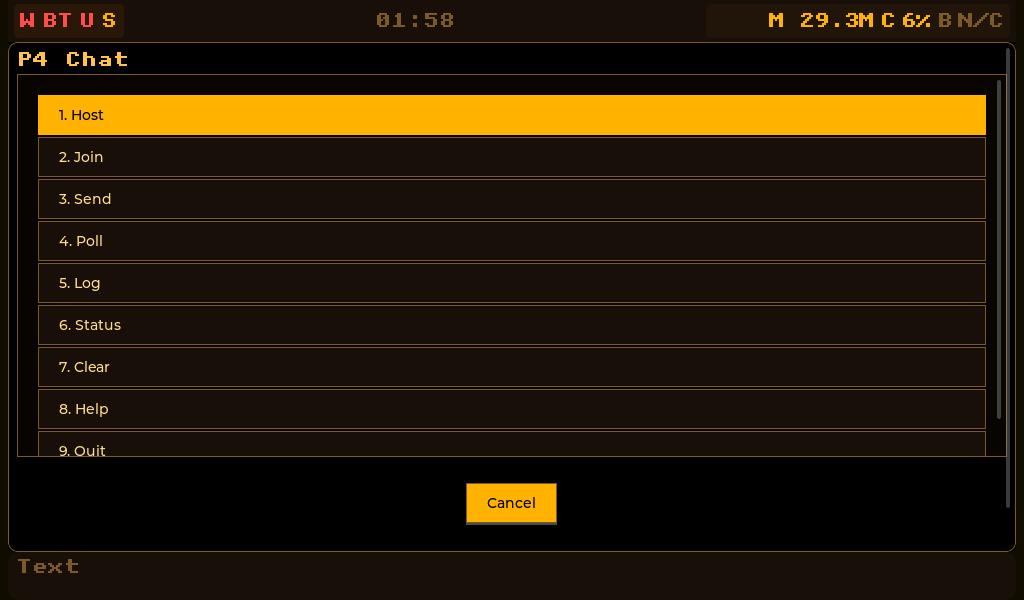 W BT U S 01:58 M 29.3M C 6% B N/C
P4 Chat
1. Host
2. Join
3. Send
4. Poll
5. Log
6. Status
7. Clear
8. Help
9. Quit
Cancel
Text